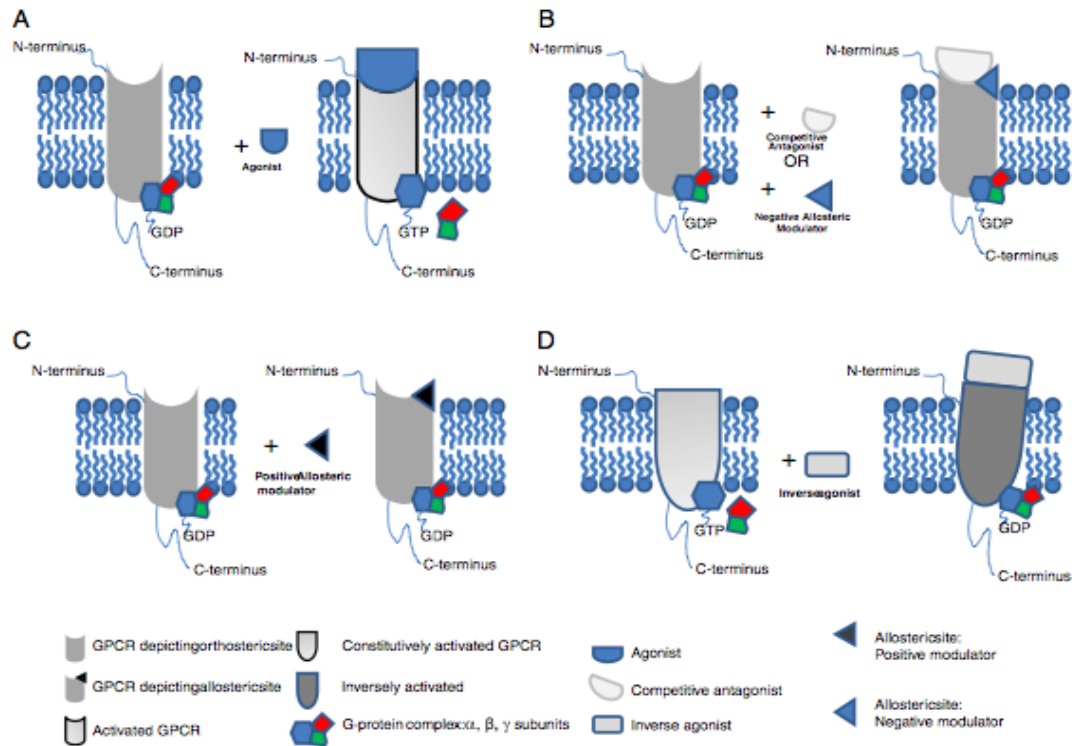 A
N-terminus
+
Agonist
GDP
C-terminus
N-terminus
GTP
C-terminus
B
N-terminus
+
Competitive
Antagonist
OR
+
Negative Allosteric
Modulator
GDP
C-terminus
N-terminus
GDP
C-terminus
C
N-terminus
+
PositiveAllosteric
modulator
GDP
C-terminus
N-terminus
GDP
C-terminus
D
N-terminus
+
Inverseagonist
GTP
C-terminus
N-terminus
GDP
C-terminus
GPCR depictingorthostericsite
GPCR depictingallostericsite
Activated GPCR
Constitutively activated GPCR
Inversely activated
G-protein complex:α, β, γ subunits
Agonist
Competitive antagonist
Inverse agonist
Allostericsite:
Positive modulator
Allostericsite:
Negative modulator